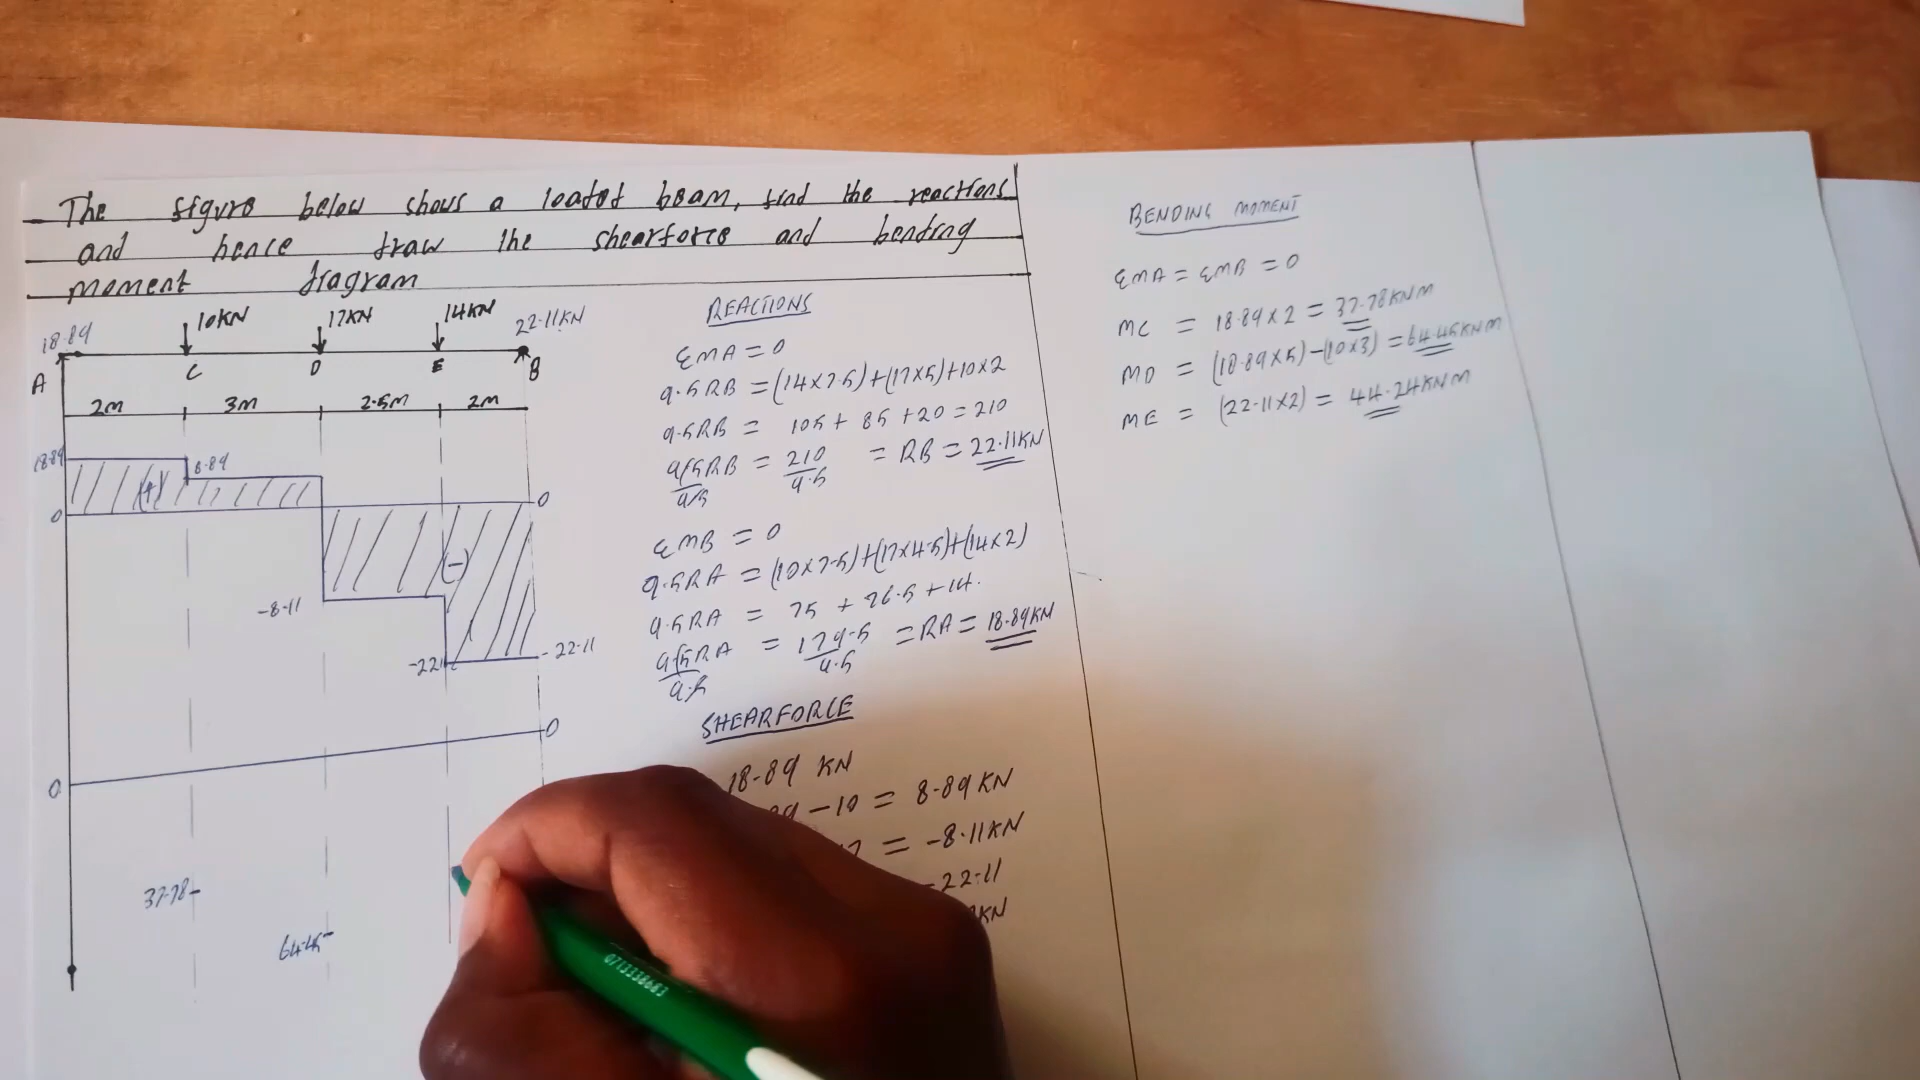 The figure below shows a loaded beam, find the reactions
and hence draw the shearforce and bending
moment diagram
18.89
10KN
17KN
14KN
22.11KN
A
C
D
E
B
2m
3m
2.5m
2m
18.89
8.89
(+)
0
0
(-)
-8.11
-22.11
0
0
37.78
64.45
REACTIONS
ƐMA = 0
9.5RB = (14×7.5)+(17×5)+10×2
9.5RB = 105 + 85 + 20 = 210
9.5RB = 210 = RB = 22.11KN
9.5 9.5
ƐMB = 0
9.5RA = (10×7.5)+(17×4.5)+(14×2)
9.5RA = 75 + 76.5 + 14.
9.5RA = 179.5 = RA = 18.89KN
9.5 9.5
SHEARFORCE
18.89 KN
- 10 = 8.89KN
= -8.11KN
-22.11
KN
BENDING MOMENT
ƐMA = ƐMB = 0
MC = 18.89×2 = 37.78KNM
MD = (18.89×5)-(10×3) = 64.45KNM
ME = (22.11×2) = 44.24KNM
0713338683